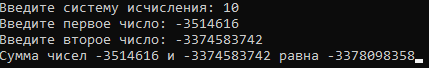 Введите систему исчисления: 10
Введите первое число: -3514616
Введите второе число: -3374583742
Сумма чисел -3514616 и -3374583742 равна -3378098358